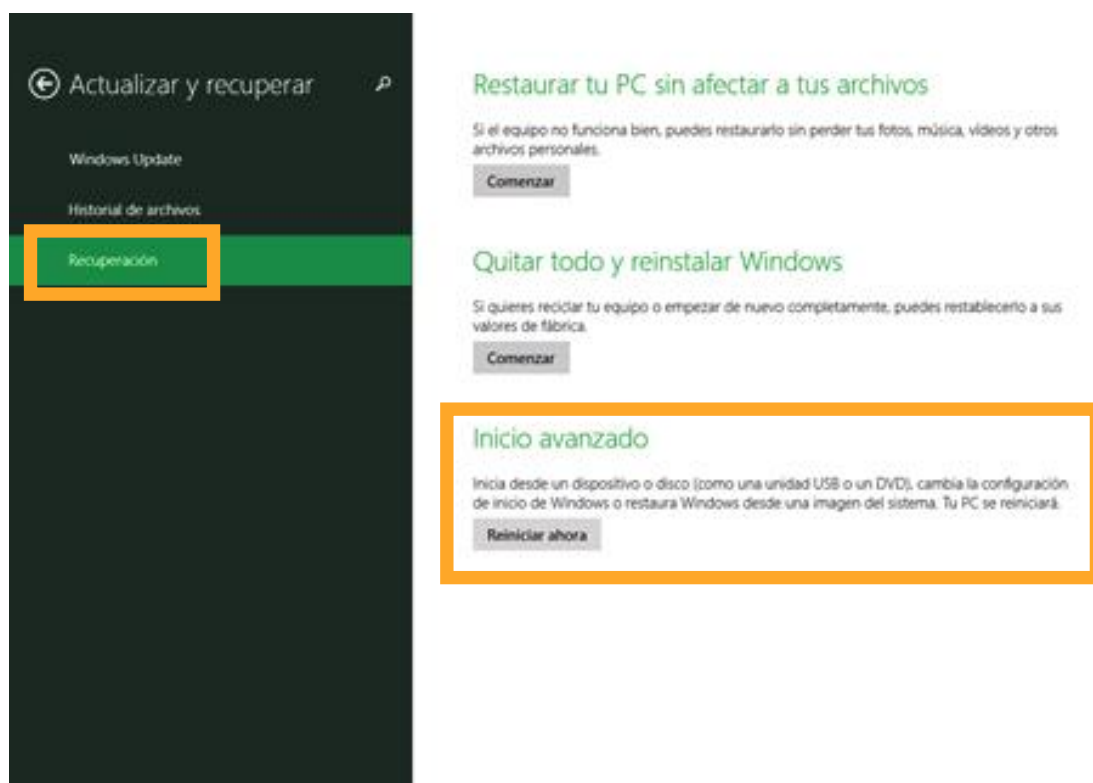 Actualizar y recuperar
Windows Update
Historial de archivos
Recuperación
Restaurar tu PC sin afectar a tus archivos
Si el equipo no funciona bien, puedes restaurarlo sin perder tus fotos, música, vídeos y otros
archivos personales.
Comenzar
Quitar todo y reinstalar Windows
Si quieres reciclar tu equipo o empezar de nuevo completamente, puedes restablecerlo a sus
valores de fábrica.
Comenzar
Inicio avanzado
Inicia desde un dispositivo o disco (como una unidad USB o un DVD), cambia la configuración
de inicio de Windows o restaura Windows desde una imagen del sistema. Tu PC se reiniciará.
Reiniciar ahora